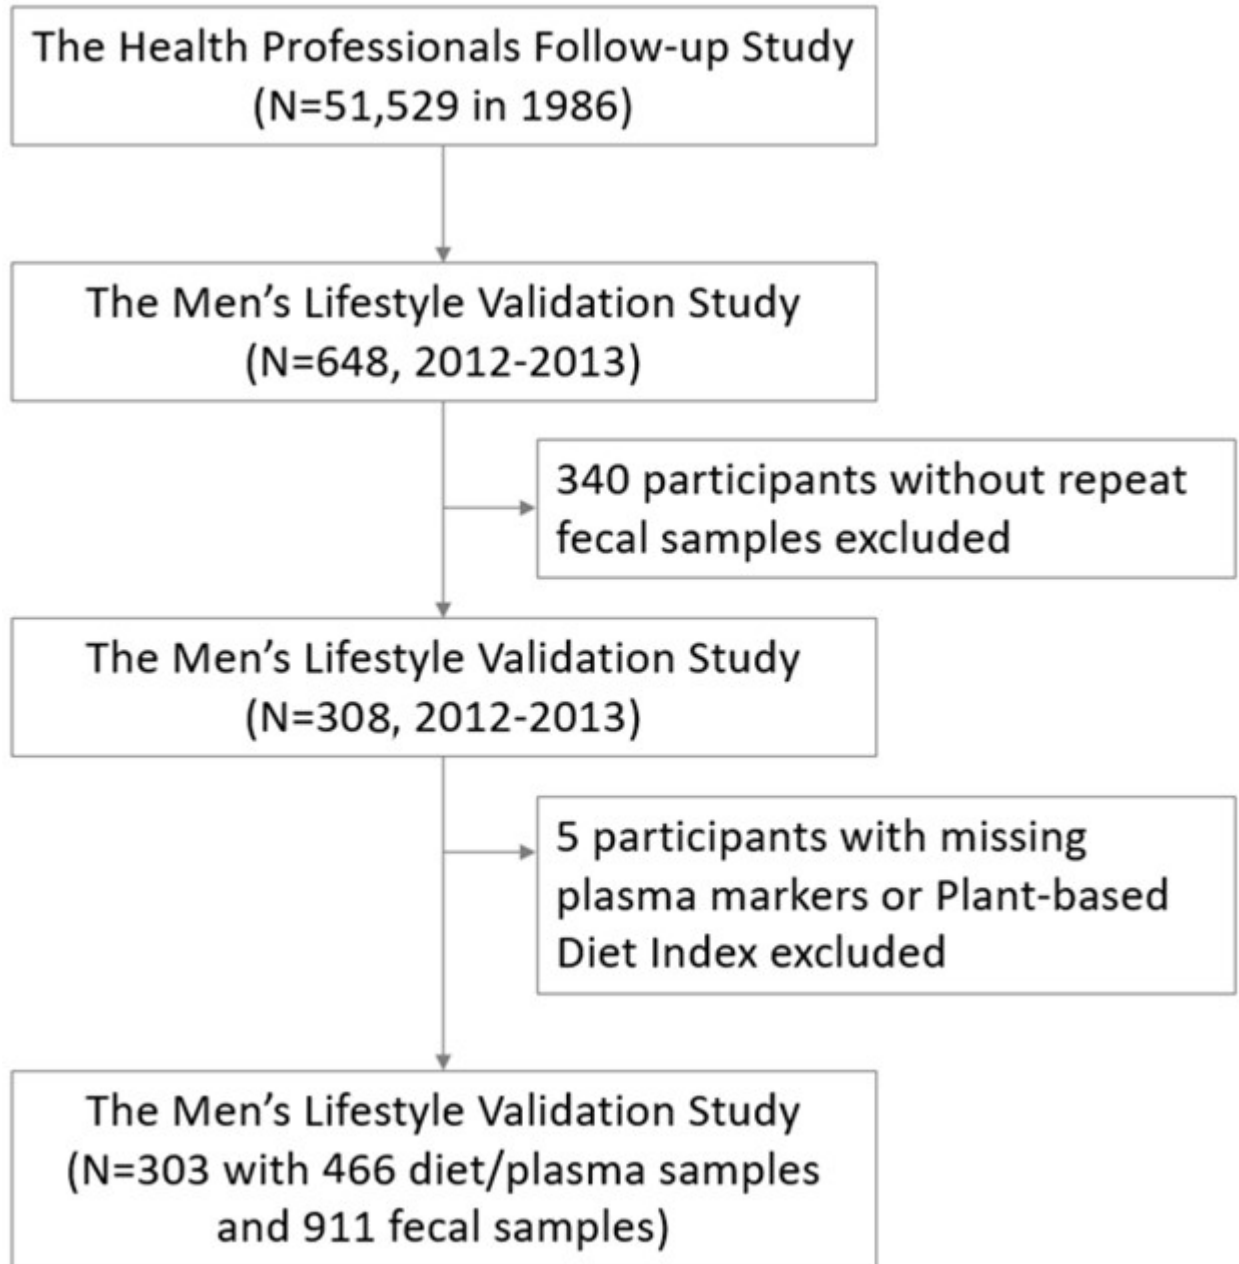 The Health Professionals Follow-up Study
(N=51,529 in 1986)
The Men's Lifestyle Validation Study
(N=648, 2012-2013)
340 participants without repeat
fecal samples excluded
The Men's Lifestyle Validation Study
(N=308, 2012-2013)
5 participants with missing
plasma markers or Plant-based
Diet Index excluded
The Men's Lifestyle Validation Study
(N=303 with 466 diet/plasma samples
and 911 fecal samples)